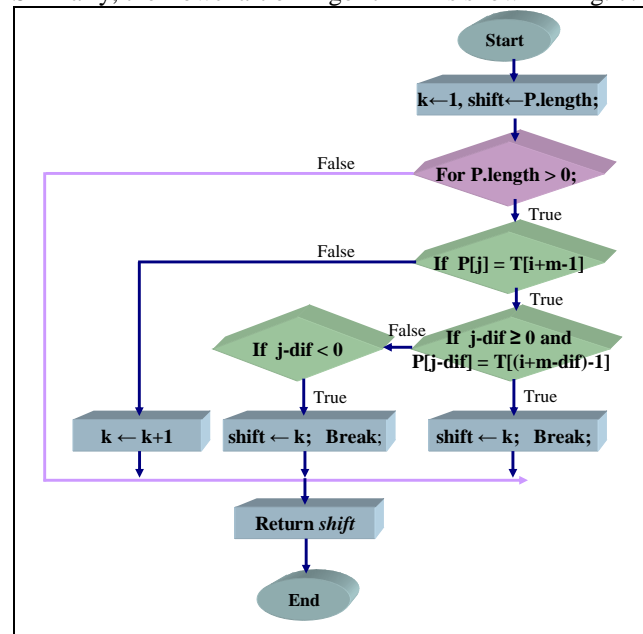 Start
k←1, shift←P.length;
For P.length > 0;
False
True
If P[j] = T[i+m-1]
False
True
If j-dif ≥ 0 and
P[j-dif] = T[(i+m-dif)-1]
False
If j-dif < 0
True
True
k ← k+1
shift ← k; Break;
shift ← k; Break;
Return shift
End